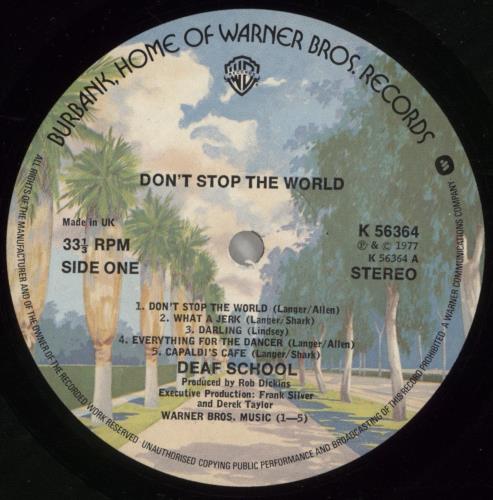 BURBANK, HOME OF WARNER BROS. RECORDS
DON'T STOP THE WORLD
Made in UK
33⅓ RPM
SIDE ONE
K 56364
℗ & © 1977
K 56364 A
STEREO
1. DON'T STOP THE WORLD (Langer/Allen)
2. WHAT A JERK (Langer/Shark)
3. DARLING (Lindsey)
4. EVERYTHING FOR THE DANCER (Langer/Allen)
5. CAPALDI'S CAFE (Langer/Shark)
DEAF SCHOOL
Produced by Rob Dickins
Executive Production: Frank Silver
and Derek Taylor
WARNER BROS. MUSIC (1—5)
ALL RIGHTS OF THE MANUFACTURER AND OF THE OWNER OF THE RECORDED WORK RESERVED. UNAUTHORISED COPYING PUBLIC PERFORMANCE AND BROADCASTING OF THIS RECORD PROHIBITED. A WARNER COMMUNICATIONS COMPANY